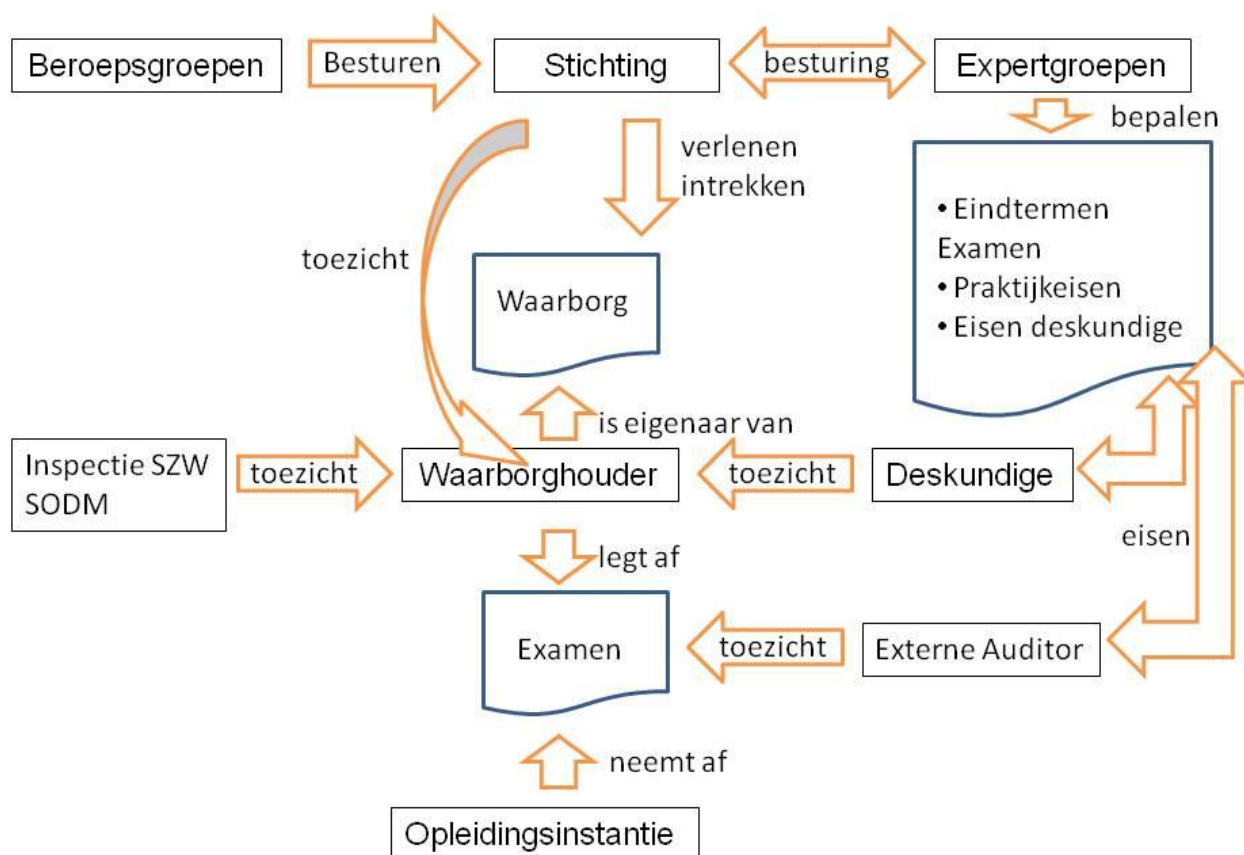 Beroepsgroepen
Besturen
Stichting
besturing
Expertgroepen
bepalen
verlenen
intrekken
• Eindtermen
Examen
• Praktijkeisen
• Eisen deskundige
toezicht
Waarborg
is eigenaar van
Inspectie SZW
SODM
toezicht
Waarborghouder
toezicht
Deskundige
eisen
legt af
Examen
toezicht
Externe Auditor
neemt af
Opleidingsinstantie